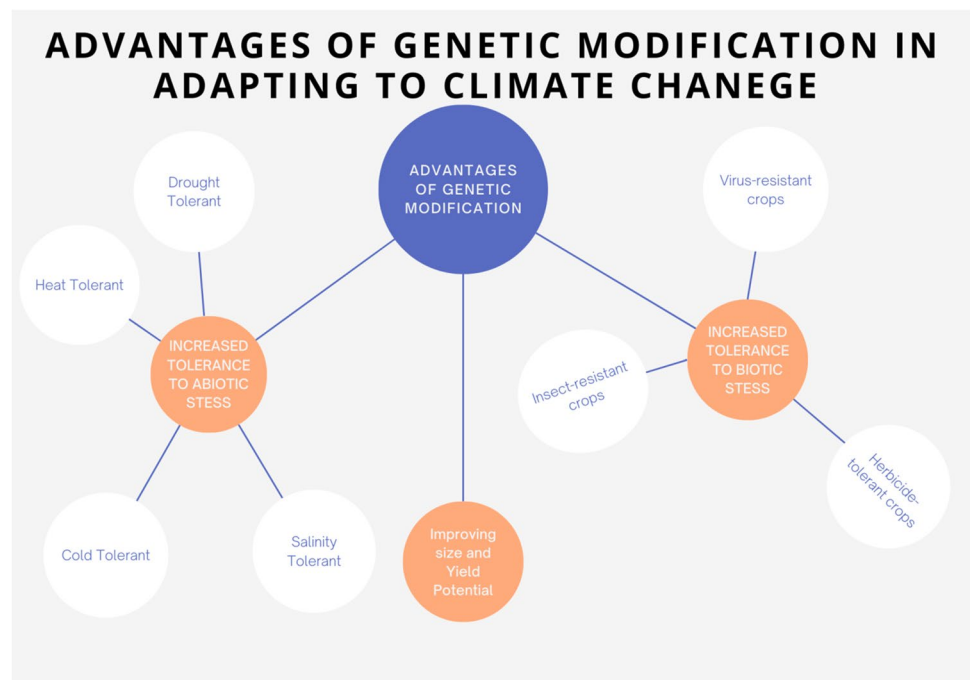 ADVANTAGES OF GENETIC MODIFICATION IN
ADAPTING TO CLIMATE CHANEGE
ADVANTAGES
OF GENETIC
MODIFICATION
Drought
Tolerant
Heat Tolerant
INCREASED
TOLERANCE
TO ABIOTIC
STESS
Cold Tolerant
Salinity
Tolerant
Improving
size and
Yield
Potential
Virus-resistant
crops
INCREASED
TOLERANCE
TO BIOTIC
STESS
Insect-resistant
crops
Herbicide-
tolerant crops